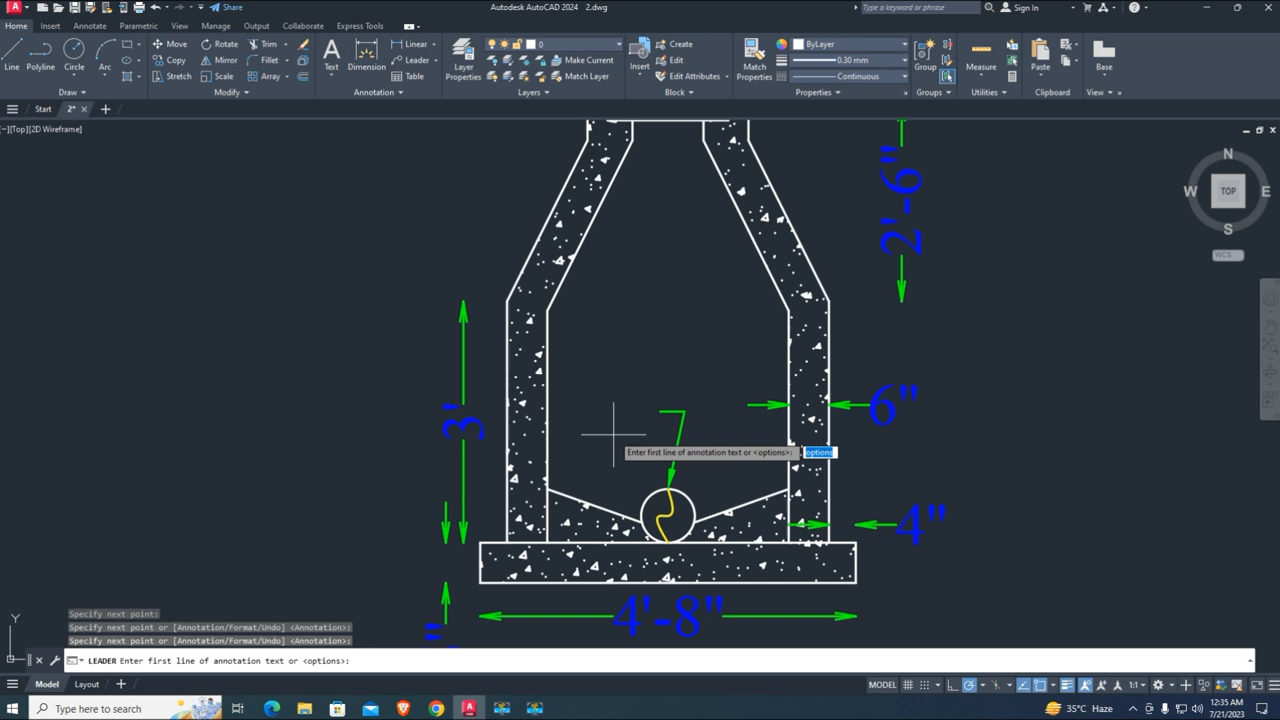 Share
Autodesk AutoCAD 2024 2.dwg
Type a keyword or phrase
Sign In
Home Insert Annotate Parametric View Manage Output Collaborate Express Tools
Line
Polyline
Circle
Arc
Move
Rotate
Trim
Copy
Mirror
Fillet
Stretch
Scale
Array
Text
Dimension
Linear
Leader
Table
Layer
Properties
0
Make Current
Match Layer
Insert
Create
Edit
Edit Attributes
Match
Properties
ByLayer
0.30 mm
Continuous
Group
Measure
Paste
Base
Draw
Modify
Annotation
Layers
Block
Properties
Groups
Utilities
Clipboard
View
Start
2*
[−][Top][2D Wireframe]
N
W TOP E
S
WCS
2'-6"
3'
6"
Enter first line of annotation text or <options>: options
4"
4'-8"
"
Y
Specify next point:
Specify next point or [Annotation/Format/Undo] <Annotation>:
Specify next point or [Annotation/Format/Undo] <Annotation>:
LEADER Enter first line of annotation text or <options>:
Model Layout
MODEL
1:1
Type here to search
35°C Haze
12:35 AM
7/21/2023